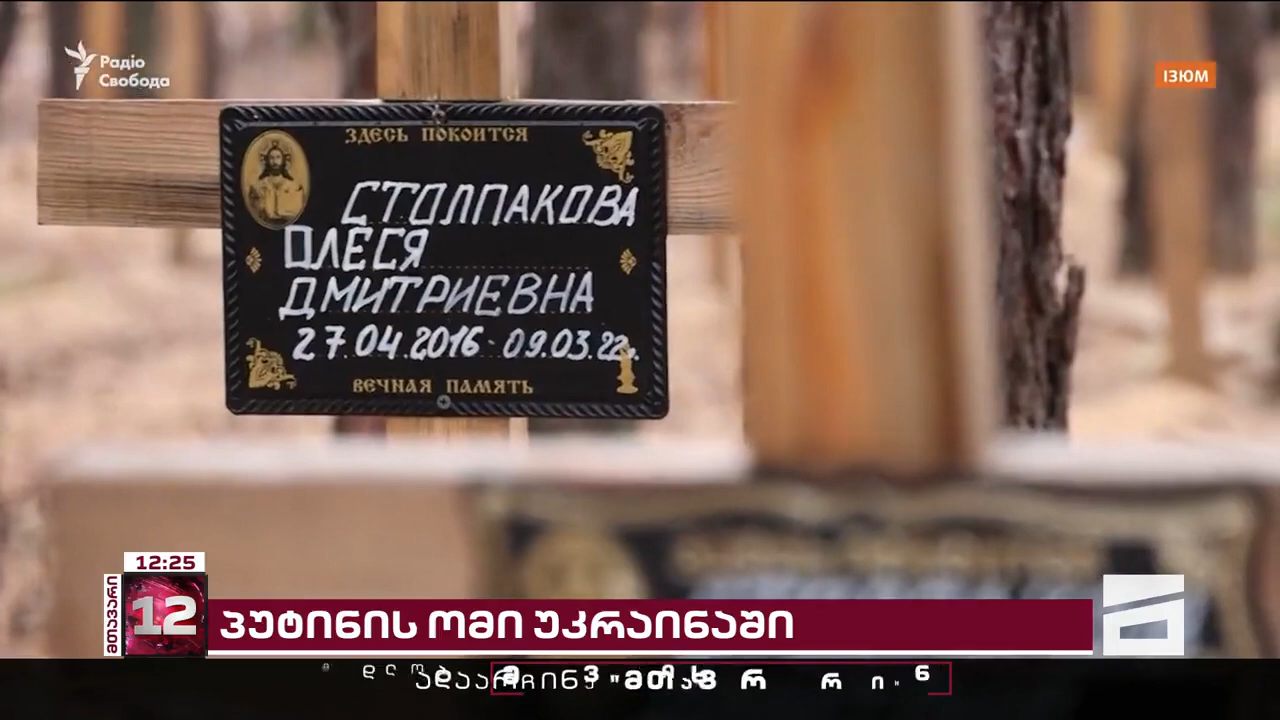 Радіо
Свобода
ІЗЮМ
ЗДЕСЬ ПОКОИТСЯ
СТОЛПАКОВА
ОЛЕСЯ
ДМИТРИЕВНА
27.04.2016 - 09.03.22г.
ВЕЧНАЯ ПАМЯТЬ
12:25
მთავარი
12
პუტინის ომი უკრაინაში